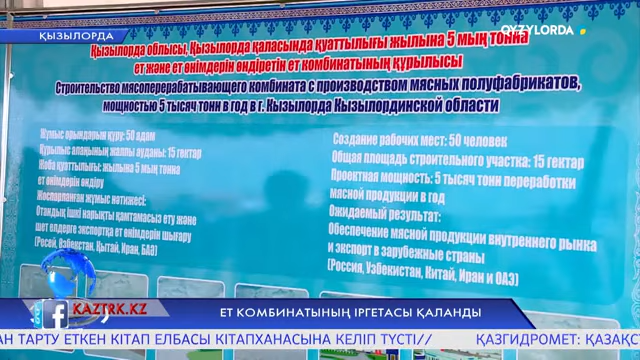 ҚЫЗЫЛОРДА
QYZYLORDA
Қызылорда облысы, Қызылорда қаласында қуаттылығы жылына 5 мың тонна
ет және ет өнімдерін өндіретін ет комбинатының құрылысы
Строительство мясоперерабатывающего комбината с производством мясных полуфабрикатов,
мощностью 5 тысяч тонн в год в г. Кызылорда Кызылординской области
Жұмыс орындарын құру: 50 адам
Құрылыс алаңының жалпы ауданы: 15 гектар
Жоба қуаттылығы: жылына 5 мың тонна
ет өнімдерін өндіру
Жоспарланған жұмыс нәтижесі:
Отандық ішкі нарықты қамтамасыз ету және
шет елдерге экспортқа ет өнімдерін шығару
(Ресей, Өзбекстан, Қытай, Иран, БАӘ)
Создание рабочих мест: 50 человек
Общая площадь строительного участка: 15 гектар
Проектная мощность: 5 тысяч тонн переработки
мясной продукции в год
Ожидаемый результат:
Обеспечение мясной продукции внутреннего рынка
и экспорт в зарубежные страны
(Россия, Узбекистан, Китай, Иран и ОАЭ)
KAZTRK.KZ
ЕТ КОМБИНАТЫНЫҢ ІРГЕТАСЫ ҚАЛАНДЫ
АН ТАРТУ ЕТКЕН КІТАП ЕЛБАСЫ КІТАПХАНАСЫНА КЕЛІП ТҮСТІ// ҚАЗГИДРОМЕТ: ҚАЗАҚС